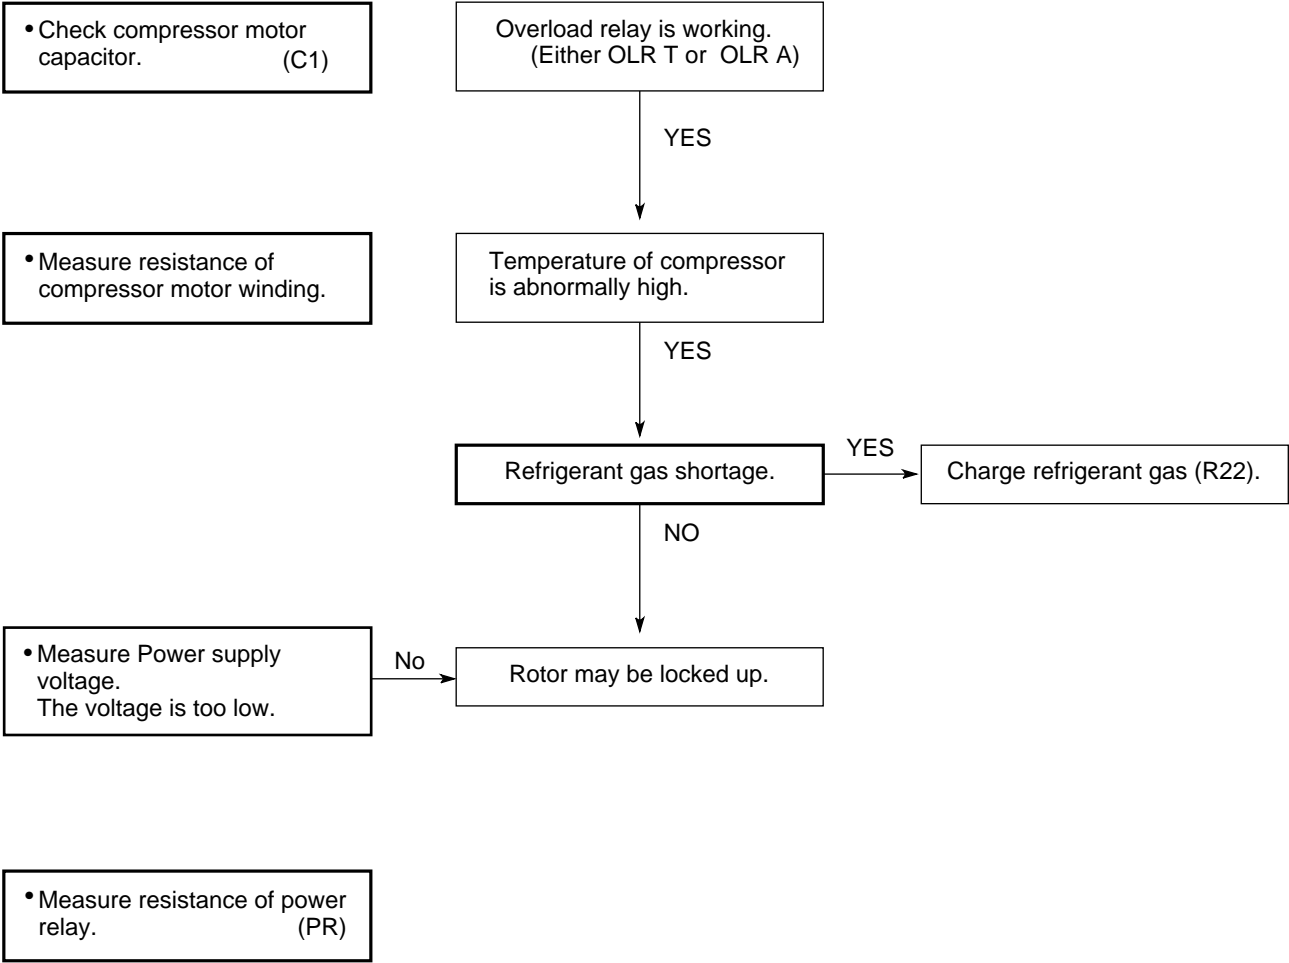 • Check compressor motor
capacitor. (C1)
Overload relay is working.
(Either OLR T or OLR A)
YES
• Measure resistance of
compressor motor winding.
Temperature of compressor
is abnormally high.
YES
Refrigerant gas shortage.
YES
Charge refrigerant gas (R22).
NO
• Measure Power supply
voltage.
The voltage is too low.
No
Rotor may be locked up.
• Measure resistance of power
relay. (PR)